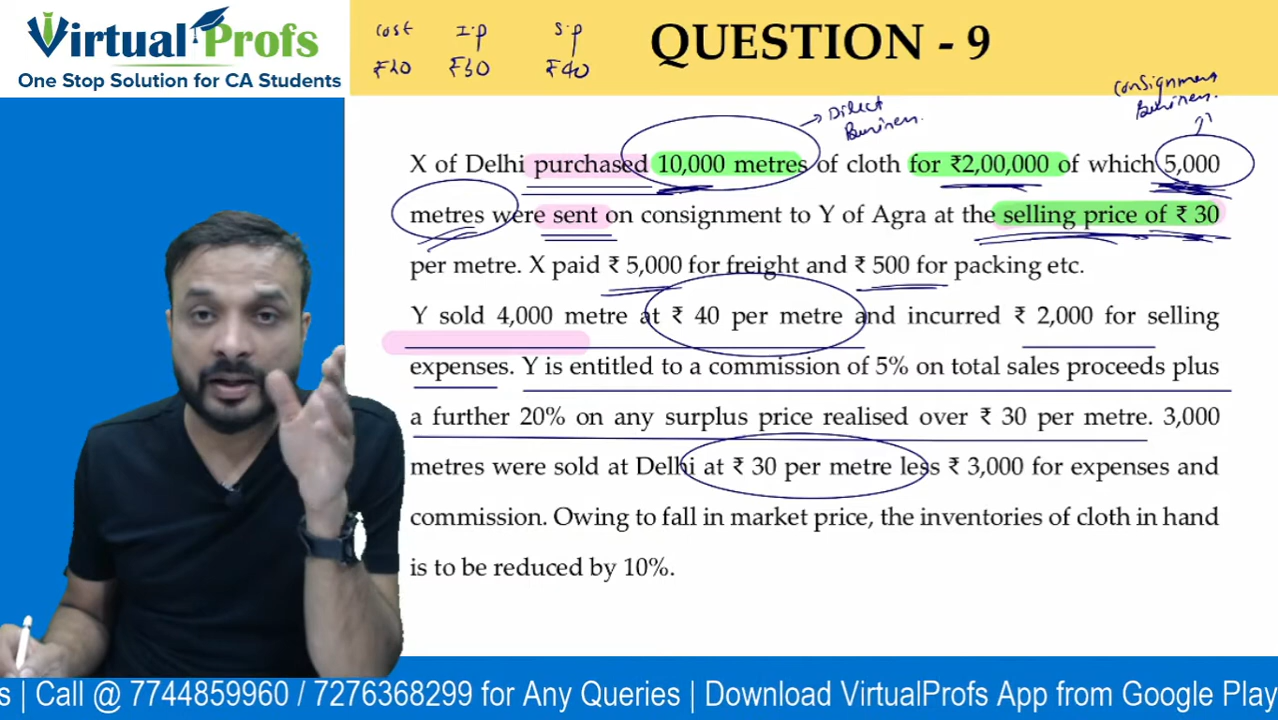 Virtual Profs
One Stop Solution for CA Students
Cost I.P S.P
₹20 ₹30 ₹40
QUESTION - 9
Consignment
Business.
Direct
Business.
X of Delhi purchased 10,000 metres of cloth for ₹2,00,000 of which 5,000
metres were sent on consignment to Y of Agra at the selling price of ₹ 30
per metre. X paid ₹ 5,000 for freight and ₹ 500 for packing etc.
Y sold 4,000 metre at ₹ 40 per metre and incurred ₹ 2,000 for selling
expenses. Y is entitled to a commission of 5% on total sales proceeds plus
a further 20% on any surplus price realised over ₹ 30 per metre. 3,000
metres were sold at Delhi at ₹ 30 per metre less ₹ 3,000 for expenses and
commission. Owing to fall in market price, the inventories of cloth in hand
is to be reduced by 10%.
s | Call @ 7744859960 / 7276368299 for Any Queries | Download VirtualProfs App from Google Play